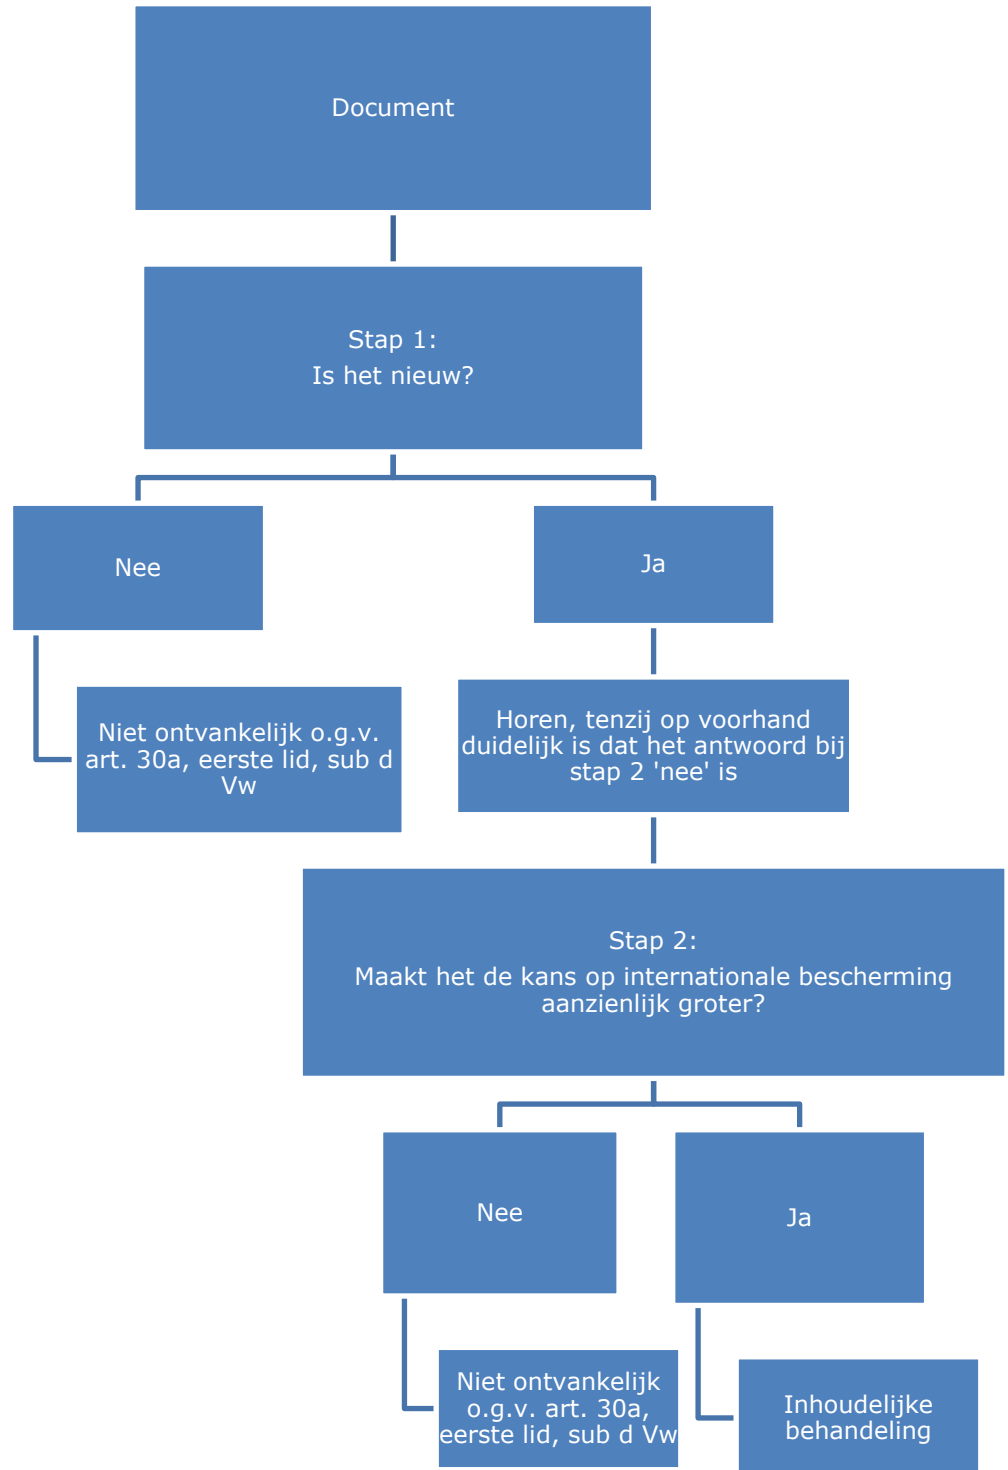 Document
Stap 1:
Is het nieuw?
Nee
Ja
Niet ontvankelijk o.g.v.
art. 30a, eerste lid, sub d
Vw
Horen, tenzij op voorhand
duidelijk is dat het antwoord bij
stap 2 'nee' is
Stap 2:
Maakt het de kans op internationale bescherming
aanzienlijk groter?
Nee
Ja
Niet ontvankelijk
o.g.v. art. 30a,
eerste lid, sub d Vw
Inhoudelijke
behandeling